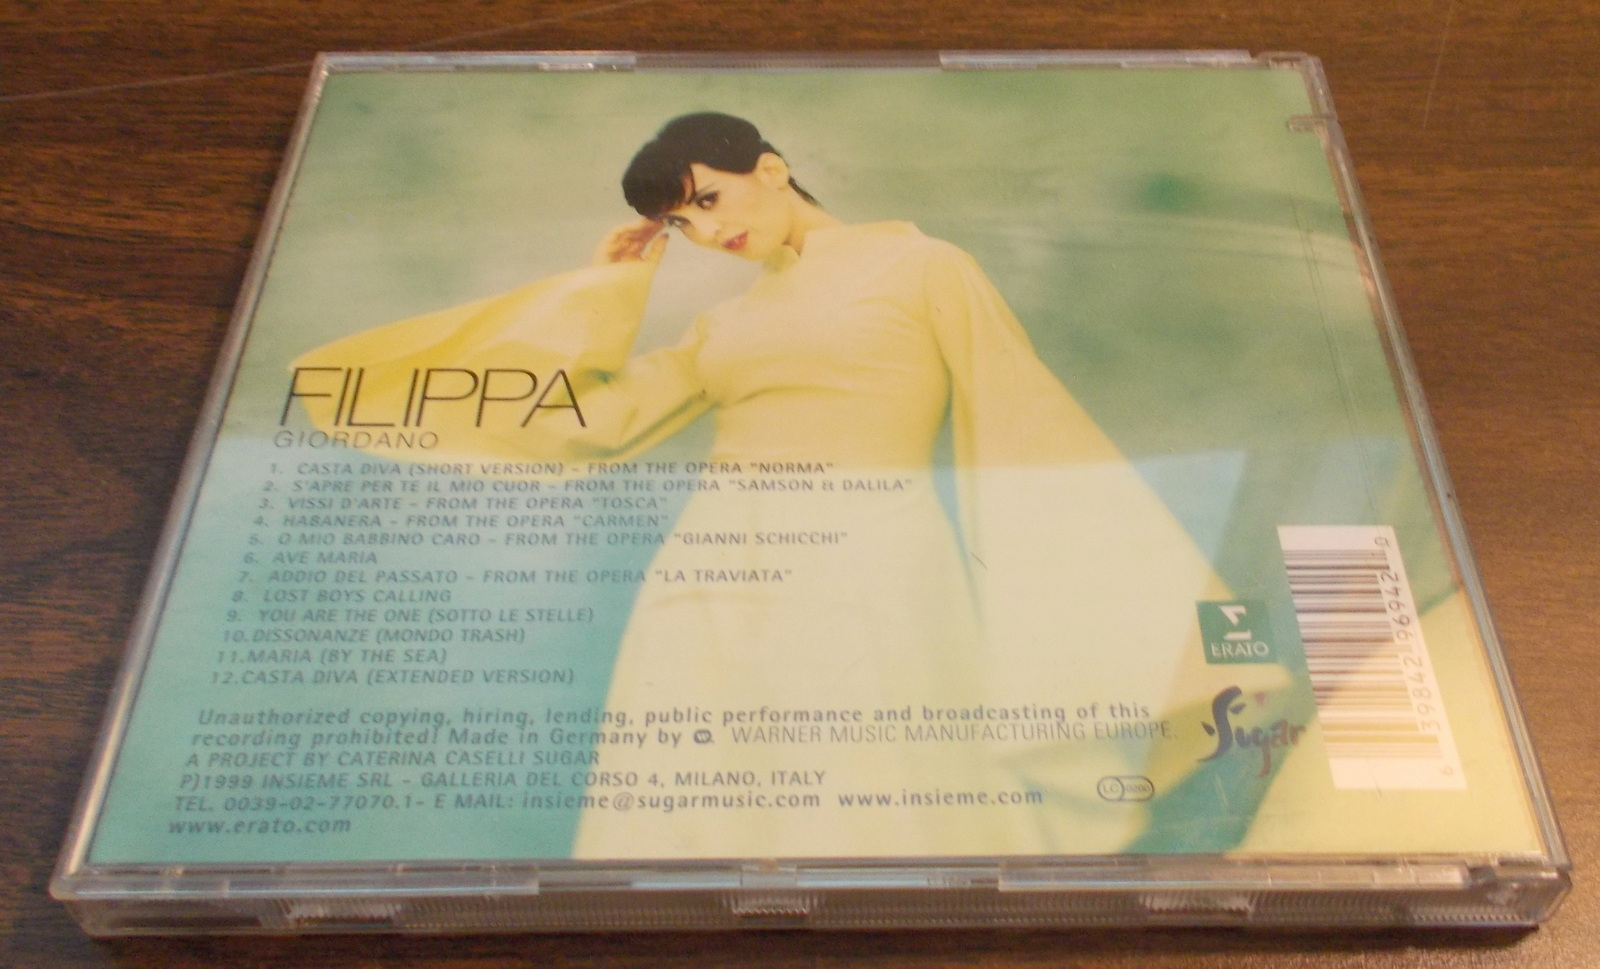 FILIPPA
GIORDANO
1. CASTA DIVA (SHORT VERSION) - FROM THE OPERA "NORMA"
2. S'APRE PER TE IL MIO CUOR - FROM THE OPERA "SAMSON & DALILA"
3. VISSI D'ARTE - FROM THE OPERA "TOSCA"
4. HABANERA - FROM THE OPERA "CARMEN"
5. O MIO BABBINO CARO - FROM THE OPERA "GIANNI SCHICCHI"
6. AVE MARIA
7. ADDIO DEL PASSATO - FROM THE OPERA "LA TRAVIATA"
8. LOST BOYS CALLING
9. YOU ARE THE ONE (SOTTO LE STELLE)
10. DISSONANZE (MONDO TRASH)
11. MARIA (BY THE SEA)
12. CASTA DIVA (EXTENDED VERSION)
Unauthorized copying, hiring, lending, public performance and broadcasting of this
recording prohibited! Made in Germany by WARNER MUSIC MANUFACTURING EUROPE.
A PROJECT BY CATERINA CASELLI SUGAR
P)1999 INSIEME SRL - GALLERIA DEL CORSO 4, MILANO, ITALY
TEL. 0039-02-77070.1- E MAIL: insieme@sugarmusic.com www.insieme.com
www.erato.com
LC 0200
ERATO
Sugar
6 39842 96942 0